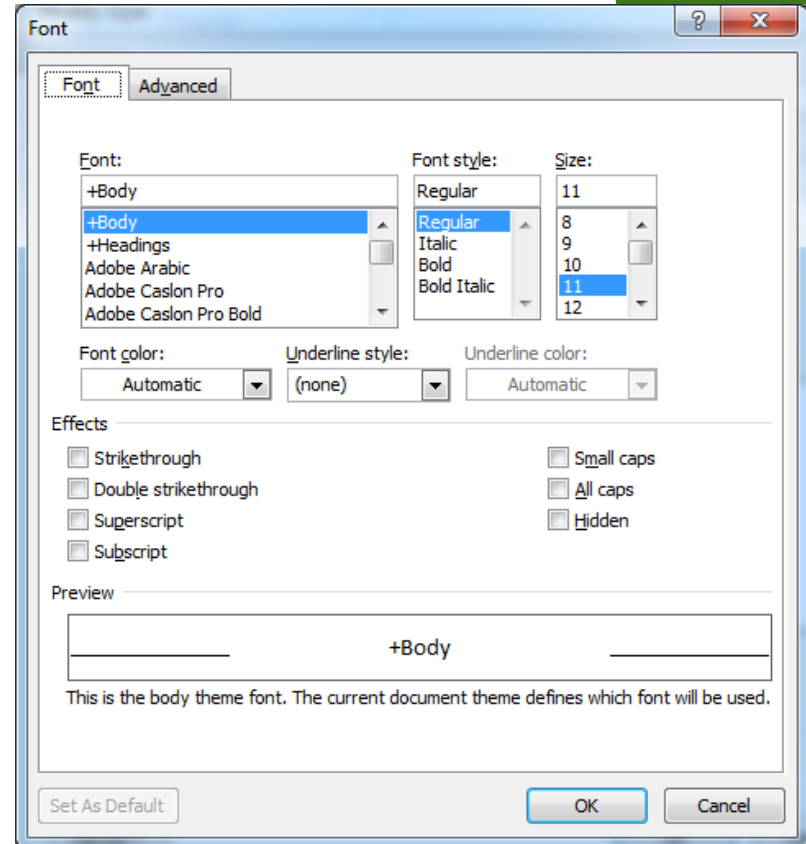 Font
Font Advanced
Font: Font style: Size:
+Body Regular 11
+Body Regular 8
+Headings Italic 9
Adobe Arabic Bold 10
Adobe Caslon Pro Bold Italic 11
Adobe Caslon Pro Bold 12
Font color: Underline style: Underline color:
Automatic (none) Automatic
Effects
Strikethrough Small caps
Double strikethrough All caps
Superscript Hidden
Subscript
Preview
+Body
This is the body theme font. The current document theme defines which font will be used.
Set As Default OK Cancel